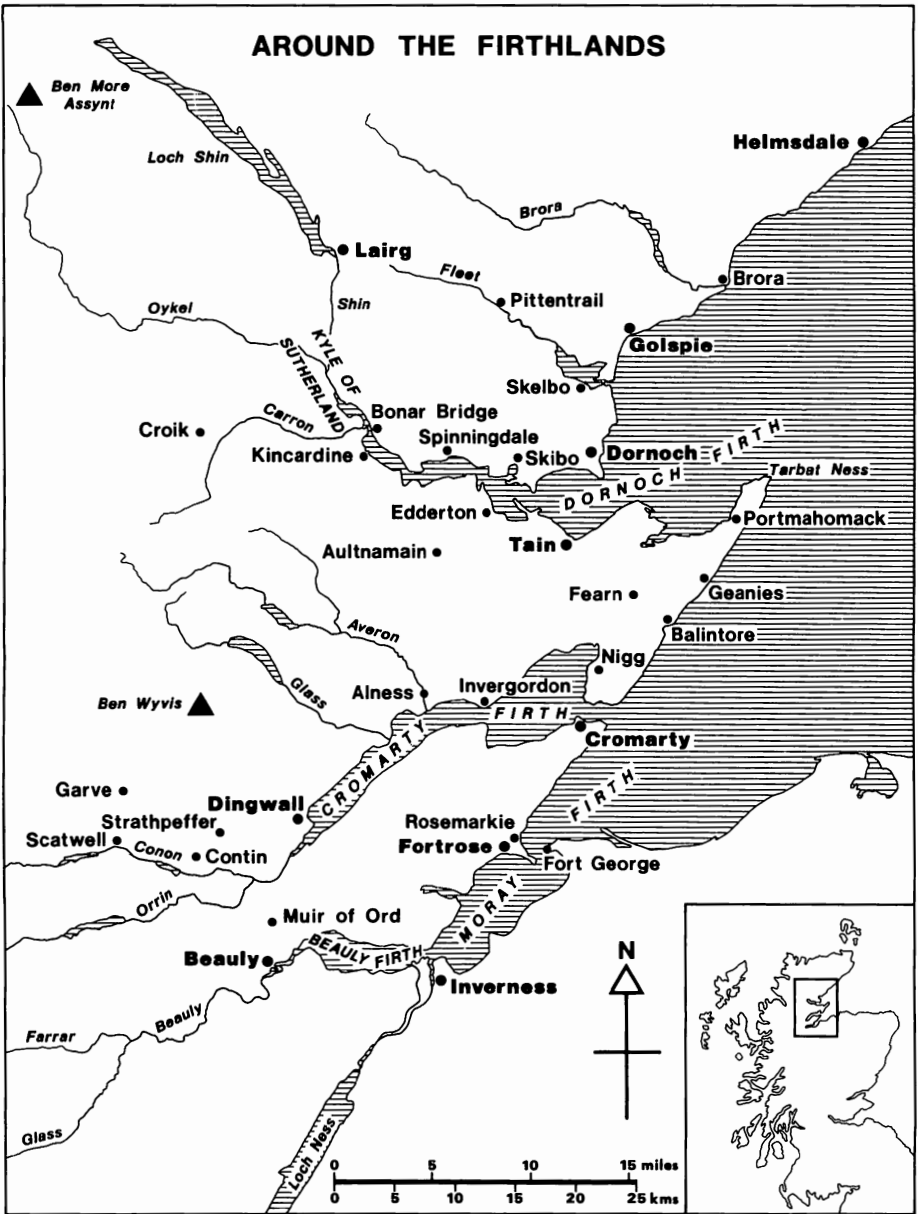 AROUND THE FIRTHLANDS
Ben More
Assynt
Loch Shin
Helmsdale
Brora
Lairg
Fleet
Brora
Shin
Pittentrail
Oykel
KYLE OF
SUTHERLAND
Golspie
Skelbo
Carron
Bonar Bridge
Croik
Spinningdale
Kincardine
Skibo
Dornoch
DORNOCH FIRTH
Tarbat Ness
Edderton
Portmahomack
Tain
Aultnamain
Fearn
Geanies
Balintore
Averon
Nigg
Glass
Alness
Invergordon
Ben Wyvis
CROMARTY FIRTH
Cromarty
Garve
Dingwall
Strathpeffer
Scatwell
Conon
Contin
Rosemarkie
Fortrose
Fort George
MORAY FIRTH
Orrin
Muir of Ord
BEAULY FIRTH
Beauly
N
Inverness
Beauly
Farrar
Glass
Loch Ness
0 5 10 15 miles
0 5 10 15 20 25 kms